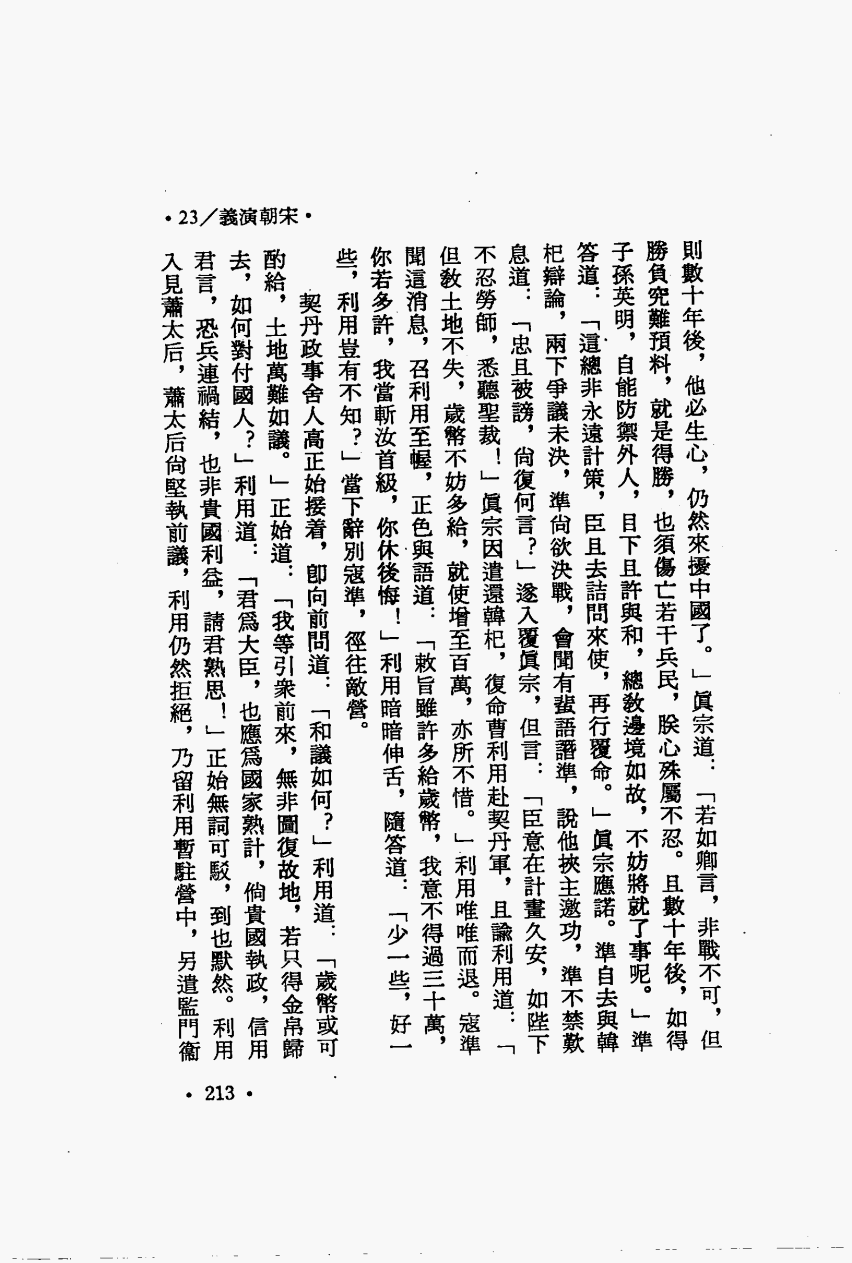 •23／義演朝宋•
則數十年後，他必生心，仍然來擾中國了。」眞宗道：「若如卿言，非戰不可，但
勝負究難預料，就是得勝，也須傷亡若干兵民，朕心殊屬不忍。且數十年後，如得
子孫英明，自能防禦外人，目下且許與和，總敎邊境如故，不妨將就了事呢。」準
答道：「這總非永遠計策，臣且去詰問來使，再行覆命。」眞宗應諾。準自去與韓
杞辯論，兩下爭議未決，準尙欲決戰，會聞有蜚語譖準，說他挾主邀功，準不禁歎
息道：「忠且被謗，尙復何言？」遂入覆眞宗，但言：「臣意在計畫久安，如陛下
不忍勞師，悉聽聖裁！」眞宗因遣還韓杞，復命曹利用赴契丹軍，且諭利用道：「
但敎土地不失，歲幣不妨多給，就使增至百萬，亦所不惜。」利用唯唯而退。寇準
聞這消息，召利用至幄，正色與語道：「敕旨雖許多給歲幣，我意不得過三十萬，
你若多許，我當斬汝首級，你休後悔！」利用暗暗伸舌，隨答道：「少一些，好一
些，利用豈有不知？」當下辭別寇準，徑往敵營。
契丹政事舍人高正始接着，卽向前問道：「和議如何？」利用道：「歲幣或可
酌給，土地萬難如議。」正始道：「我等引衆前來，無非圖復故地，若只得金帛歸
去，如何對付國人？」利用道：「君爲大臣，也應爲國家熟計，倘貴國執政，信用
君言，恐兵連禍結，也非貴國利益，請君熟思！」正始無詞可駁，到也默然。利用
入見蕭太后，蕭太后尙堅執前議，利用仍然拒絕，乃留利用暫駐營中，另遣監門衞
•213•